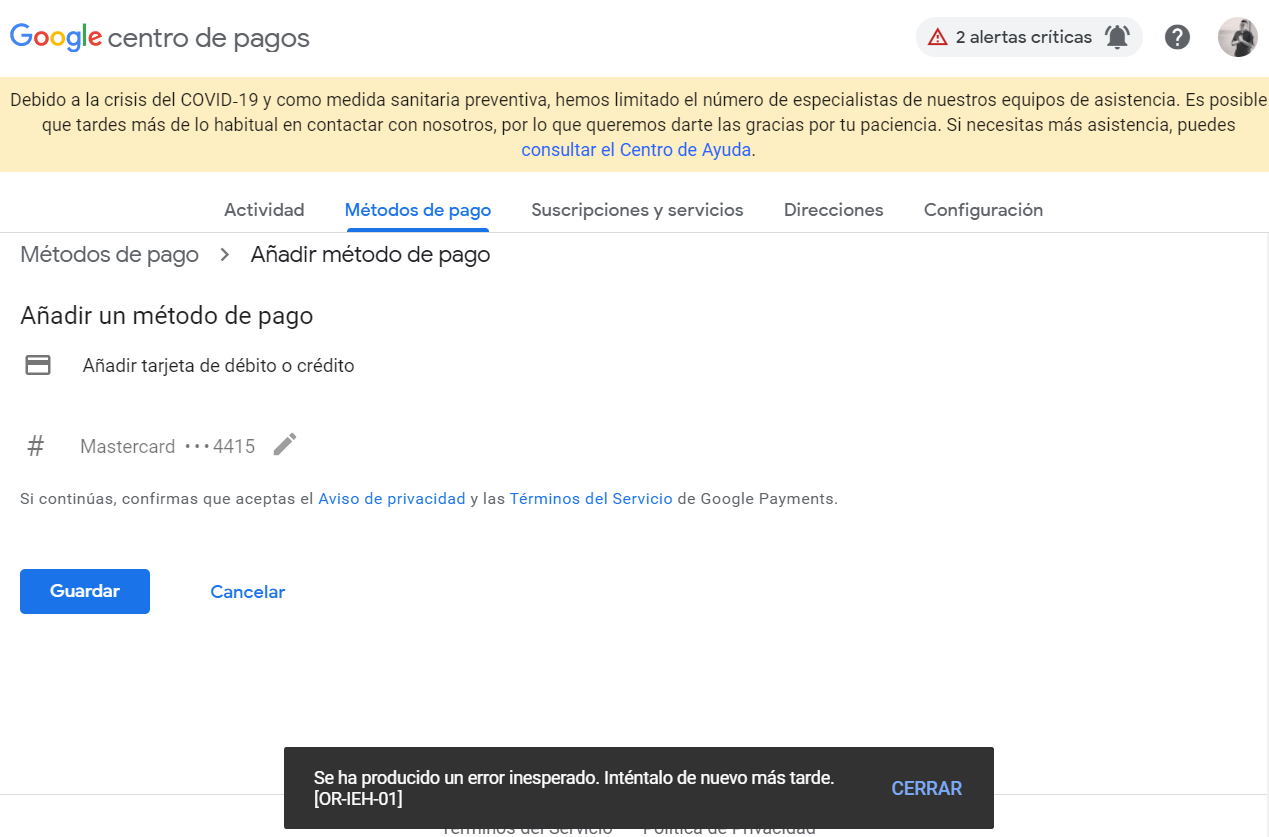 Google centro de pagos
2 alertas críticas
Debido a la crisis del COVID-19 y como medida sanitaria preventiva, hemos limitado el número de especialistas de nuestros equipos de asistencia. Es posible
que tardes más de lo habitual en contactar con nosotros, por lo que queremos darte las gracias por tu paciencia. Si necesitas más asistencia, puedes
consultar el Centro de Ayuda.
Actividad Métodos de pago Suscripciones y servicios Direcciones Configuración
Métodos de pago > Añadir método de pago
Añadir un método de pago
Añadir tarjeta de débito o crédito
# Mastercard •••4415
Si continúas, confirmas que aceptas el Aviso de privacidad y las Términos del Servicio de Google Payments.
Guardar Cancelar
Se ha producido un error inesperado. Inténtalo de nuevo más tarde.
[OR-IEH-01]
CERRAR
Términos del Servicio Política de Privacidad